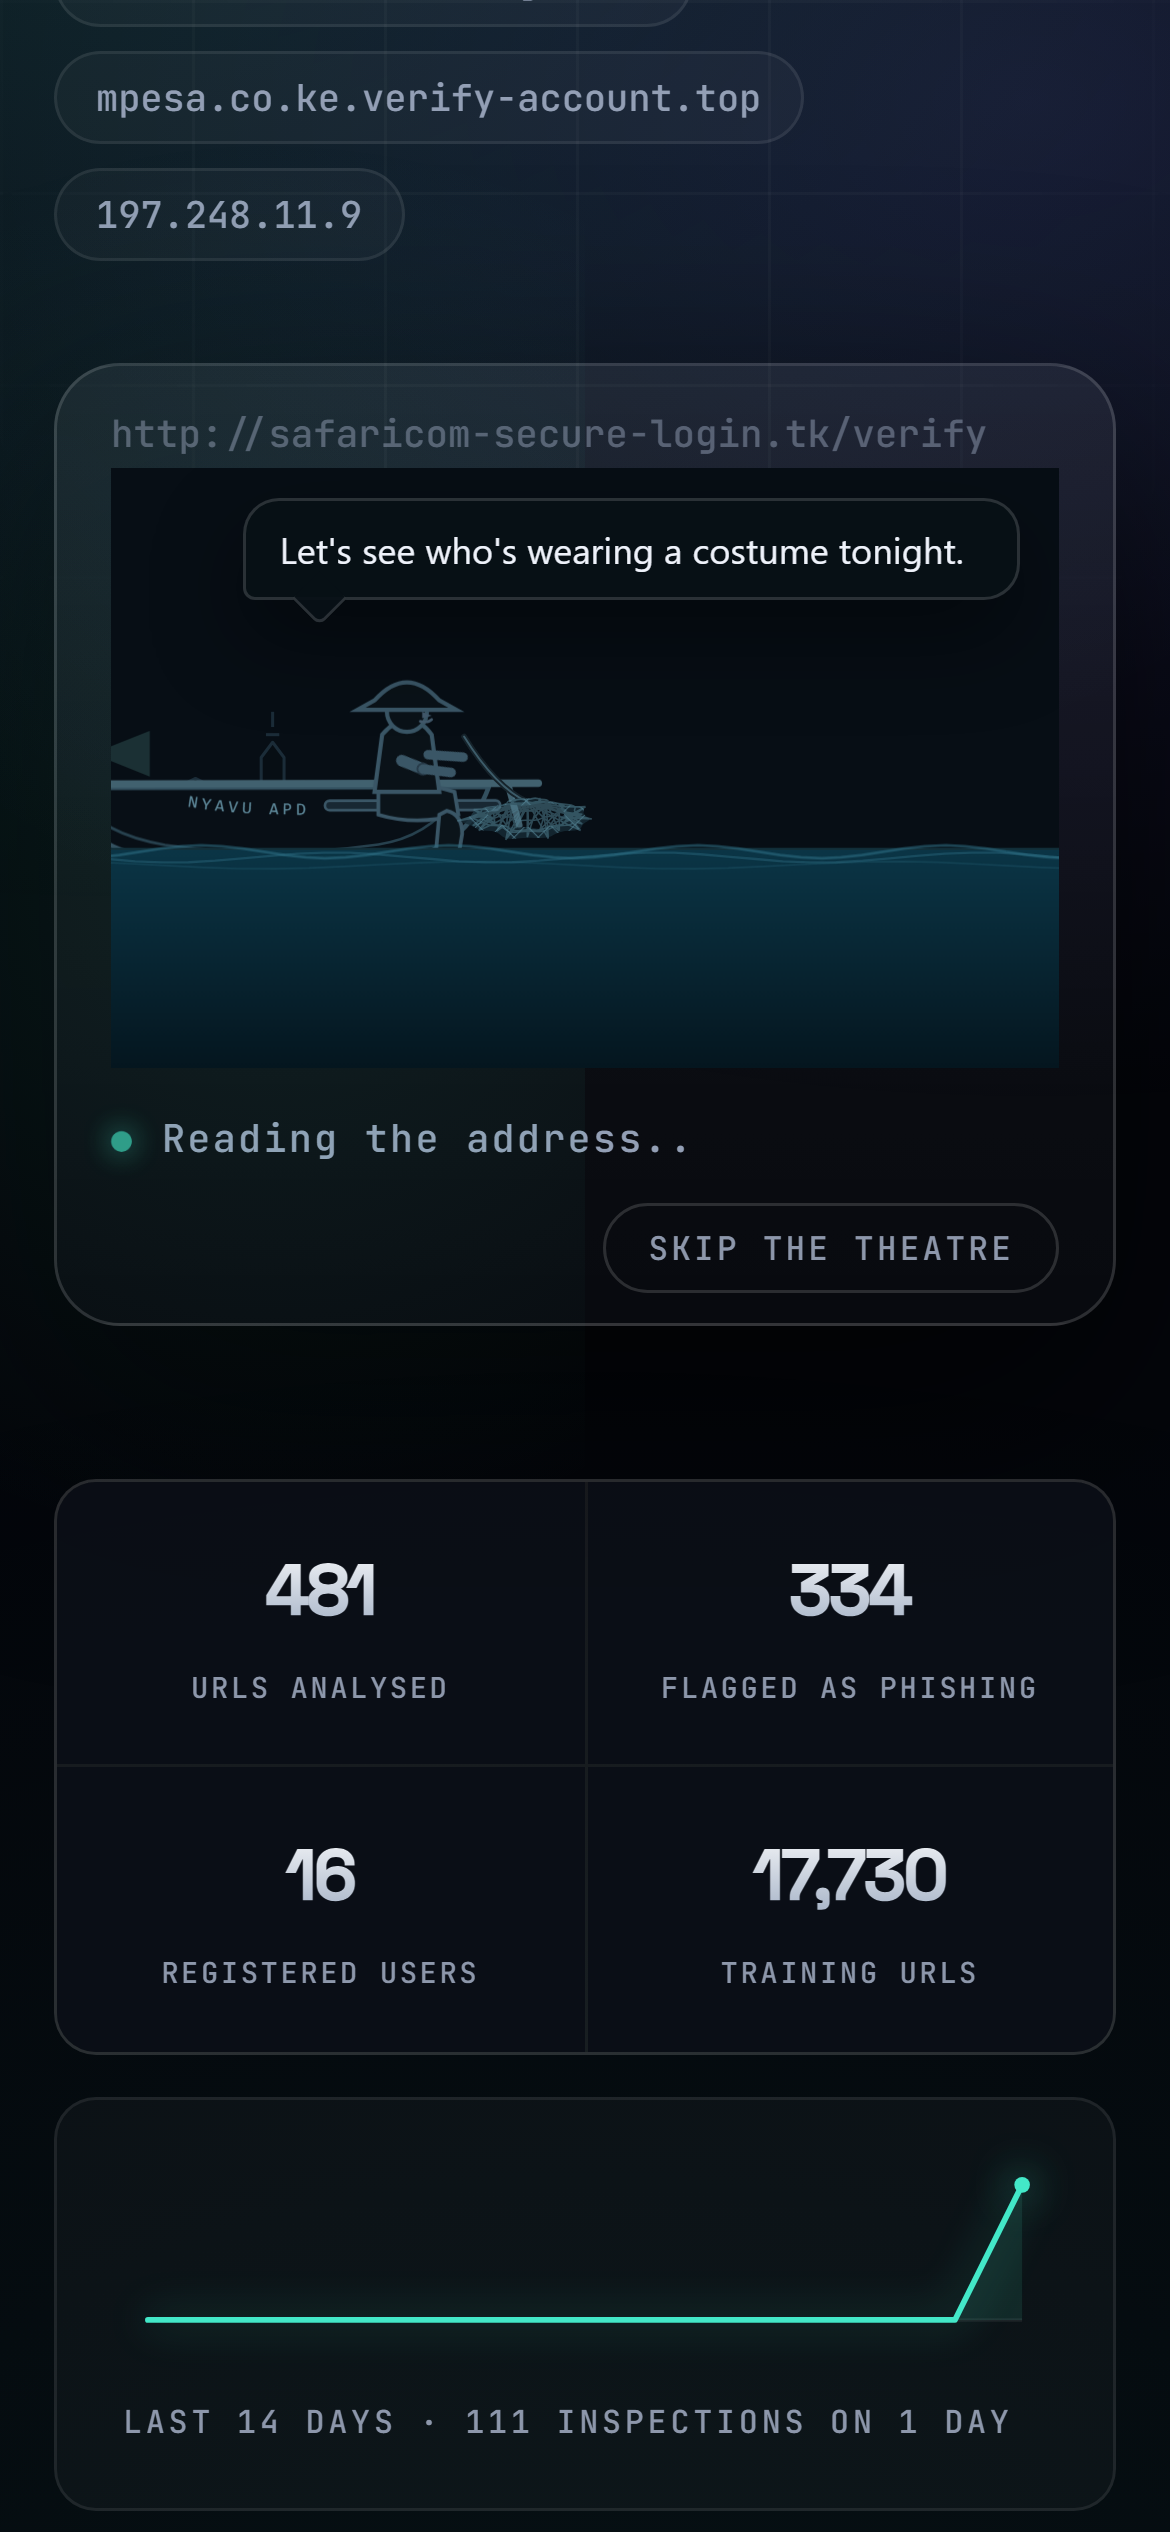 mpesa.co.ke.verify-account.top
197.248.11.9
http://safaricom-secure-login.tk/verify
Let's see who's wearing a costume tonight.
NYAVU APD
Reading the address..
SKIP THE THEATRE
481
URLS ANALYSED
334
FLAGGED AS PHISHING
16
REGISTERED USERS
17,730
TRAINING URLS
LAST 14 DAYS · 111 INSPECTIONS ON 1 DAY